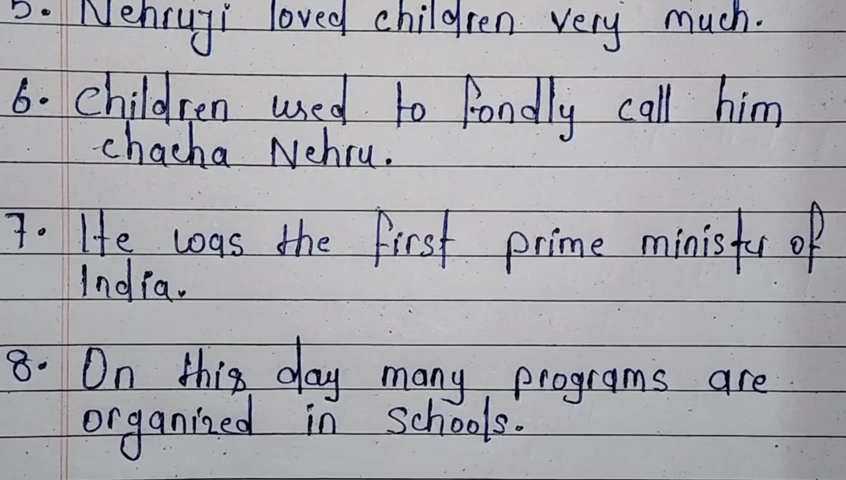 5. Nehruji loved children very much.
6. Children used to fondly call him
chacha Nehru.
7. He was the first prime minister of
India.
8. On this day many programs are
organized in schools.